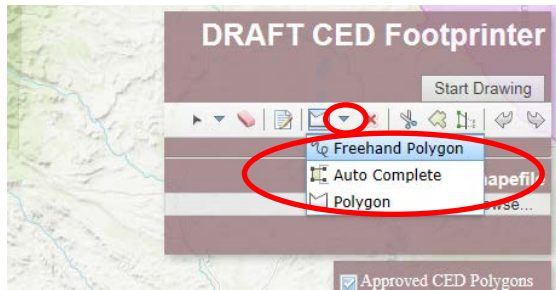 DRAFT CED Footprinter
Start Drawing
Freehand Polygon
Auto Complete
Polygon
Approved CED Polygons